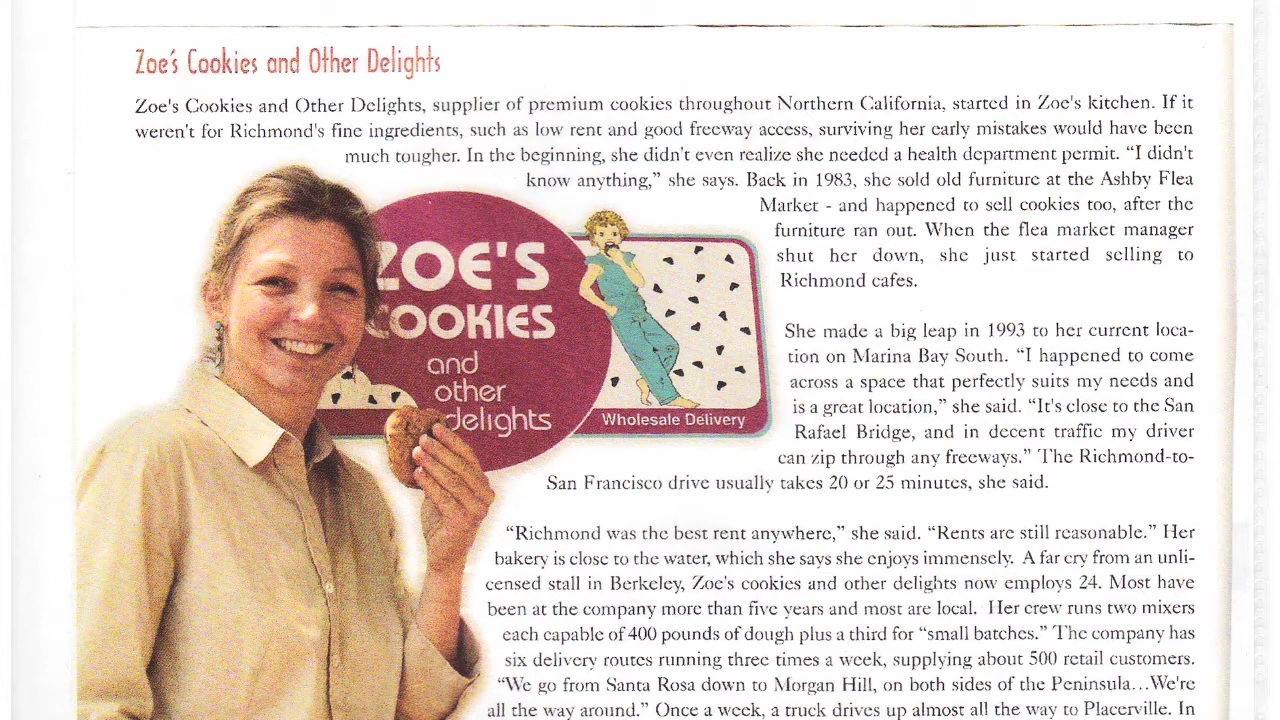 Zoe's Cookies and Other Delights
Zoe's Cookies and Other Delights, supplier of premium cookies throughout Northern California, started in Zoe's kitchen. If it
weren't for Richmond's fine ingredients, such as low rent and good freeway access, surviving her early mistakes would have been
much tougher. In the beginning, she didn't even realize she needed a health department permit. “I didn't
know anything,” she says. Back in 1983, she sold old furniture at the Ashby Flea
Market - and happened to sell cookies too, after the
furniture ran out. When the flea market manager
shut her down, she just started selling to
Richmond cafes.
ZOE'S
COOKIES
and
other
delights
Wholesale Delivery
She made a big leap in 1993 to her current loca-
tion on Marina Bay South. “I happened to come
across a space that perfectly suits my needs and
is a great location,” she said. “It's close to the San
Rafael Bridge, and in decent traffic my driver
can zip through any freeways.” The Richmond-to-
San Francisco drive usually takes 20 or 25 minutes, she said.
“Richmond was the best rent anywhere,” she said. “Rents are still reasonable.” Her
bakery is close to the water, which she says she enjoys immensely. A far cry from an unli-
censed stall in Berkeley, Zoe's cookies and other delights now employs 24. Most have
been at the company more than five years and most are local. Her crew runs two mixers
each capable of 400 pounds of dough plus a third for “small batches.” The company has
six delivery routes running three times a week, supplying about 500 retail customers.
“We go from Santa Rosa down to Morgan Hill, on both sides of the Peninsula…We're
all the way around.” Once a week, a truck drives up almost all the way to Placerville. In